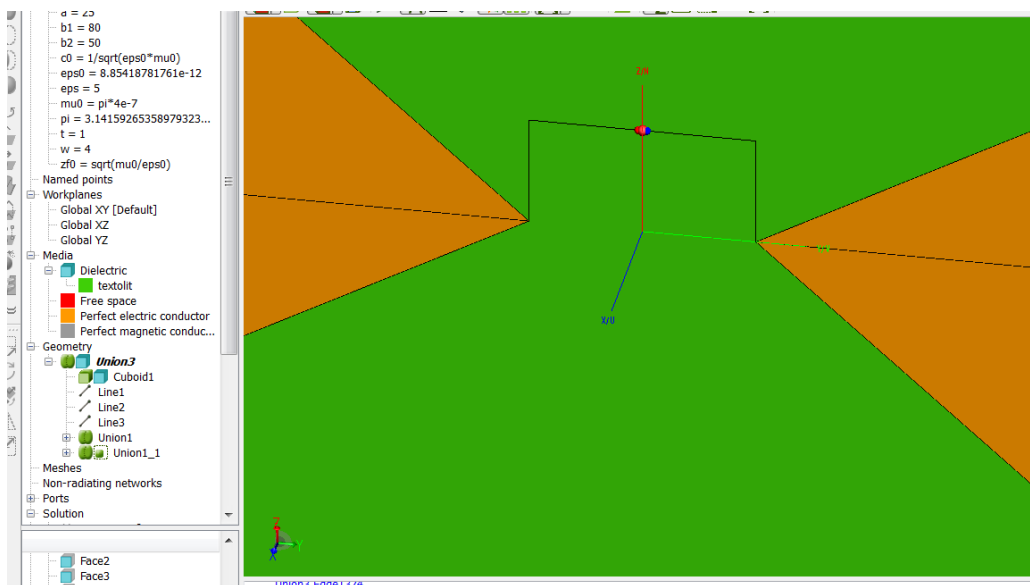 a = 25
b1 = 80
b2 = 50
c0 = 1/sqrt(eps0*mu0)
eps0 = 8.85418781761e-12
eps = 5
mu0 = pi*4e-7
pi = 3.14159265358979323...
t = 1
w = 4
zf0 = sqrt(mu0/eps0)
Named points
Workplanes
Global XY [Default]
Global XZ
Global YZ
Media
Dielectric
textolit
Free space
Perfect electric conductor
Perfect magnetic conduc...
Geometry
Union3
Cuboid1
Line1
Line2
Line3
Union1
Union1_1
Meshes
Non-radiating networks
Ports
Solution
Face2
Face3
Z/N
X/U
Z
Y
X